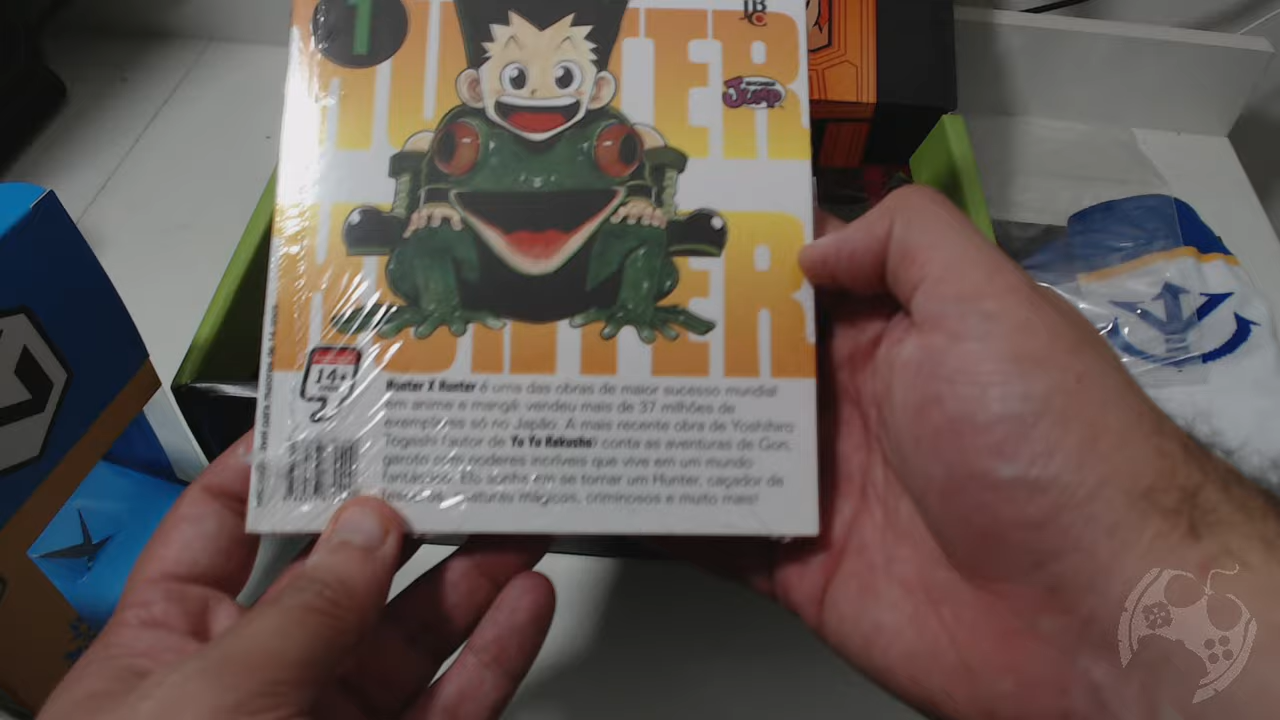 1
HUNTER
JBC
JUMP
HUNTER
14+
Hunter X Hunter é uma das obras de maior sucesso mundial
em anime e mangá: vendeu mais de 37 milhões de
exemplares só no Japão. A mais recente obra de Yoshihiro
Togashi (autor de Yu Yu Hakusho) conta as aventuras de Gon,
garoto com poderes incríveis que vive em um mundo
fantástico. Ele sonha em se tornar um Hunter, caçador de
tesouros, criaturas mágicos, criminosos e muito mais!